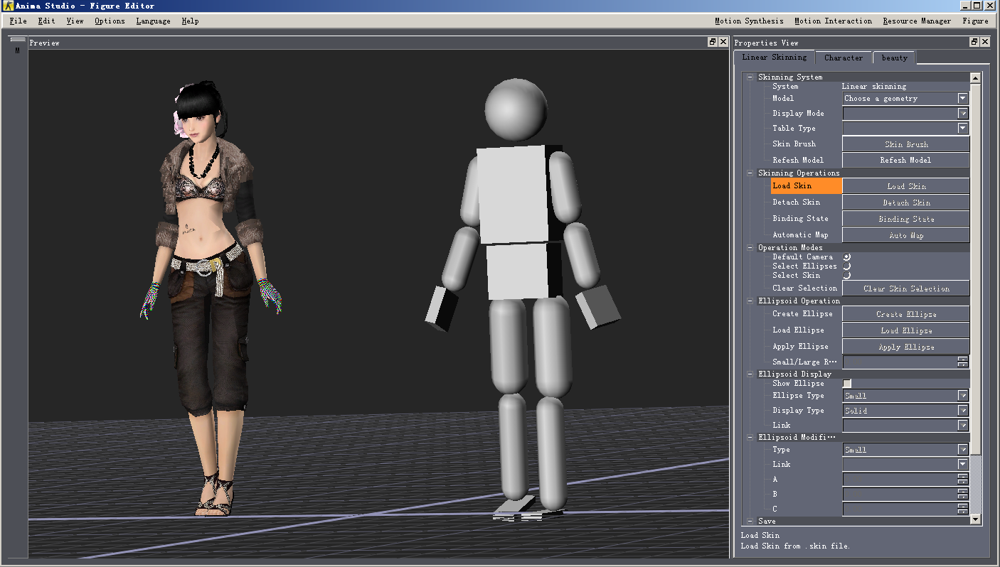 Anima Studio - Figure Editor
File Edit View Options Language Help Motion Synthesis Motion Interaction Resource Manager Figure
M
Preview
Properties View
Linear Skinning Character beauty
Skinning System
System Linear skinning
Model Choose a geometry
Display Mode
Table Type
Skin Brush Skin Brush
Refesh Model Refesh Model
Skinning Operations
Load Skin Load Skin
Detach Skin Detach Skin
Binding State Binding State
Automatic Map Auto Map
Operation Modes
Default Camera
Select Ellipses
Select Skin
Clear Selection Clear Skin Selection
Ellipsoid Operation
Create Ellipse Create Ellipse
Load Ellipse Load Ellipse
Apply Ellipse Apply Ellipse
Small/Large R···
Ellipsoid Display
Show Ellipse
Ellipse Type Small
Display Type Solid
Link
Ellipsoid Modifi···
Type Small
Link
A
B
C
Save
Load Skin
Load Skin from .skin file.